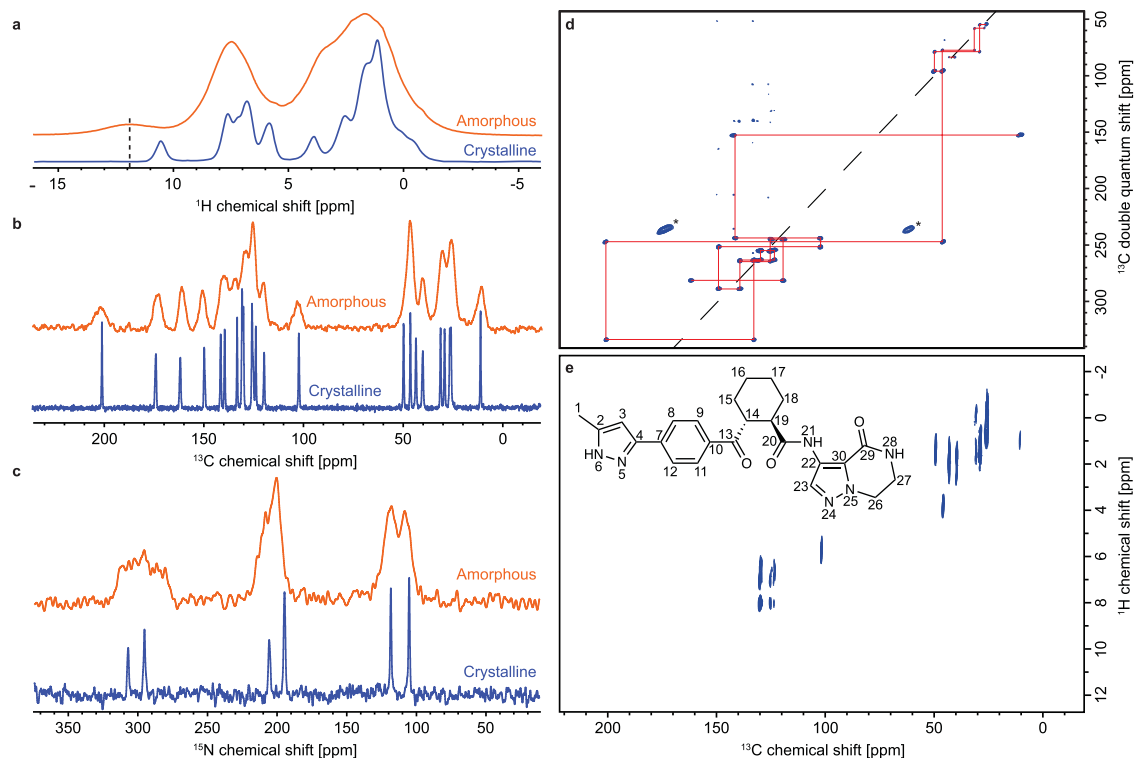 a
Amorphous
Crystalline
- 15 10 5 0 -5
¹H chemical shift [ppm]
b
Amorphous
Crystalline
200 150 100 50 0
¹³C chemical shift [ppm]
c
Amorphous
Crystalline
350 300 250 200 150 100 50
¹⁵N chemical shift [ppm]
d
*
*
50
100
150
200
250
300
¹³C double quantum shift [ppm]
e
16 17
15 18
1 3 8 9 14 19 21 O 28
2 4 7 13 20 NH 29 NH
HN N 10 O O 22 30
6 5 12 11 23 N 27
N 25 26
24
-2
0
2
4
6
8
10
12
¹H chemical shift [ppm]
200 150 100 50 0
¹³C chemical shift [ppm]